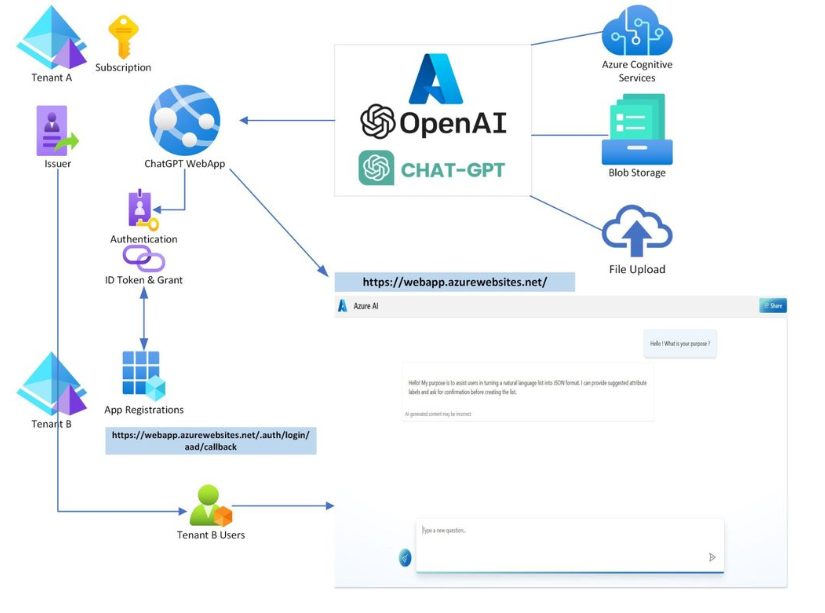 Tenant A
Subscription
Issuer
ChatGPT WebApp
Authentication
ID Token & Grant
App Registrations
https://webapp.azurewebsites.net/.auth/login/
aad/callback
Tenant B
Tenant B Users
OpenAI
CHAT-GPT
Azure Cognitive
Services
Blob Storage
File Upload
https://webapp.azurewebsites.net/
Azure AI
Share
Hello ! What is your purpose ?
Hello! My purpose is to assist users in turning a natural language list into JSON format. I can provide suggested attribute
labels and ask for confirmation before creating the list.
AI-generated content may be incorrect
Type a new question...